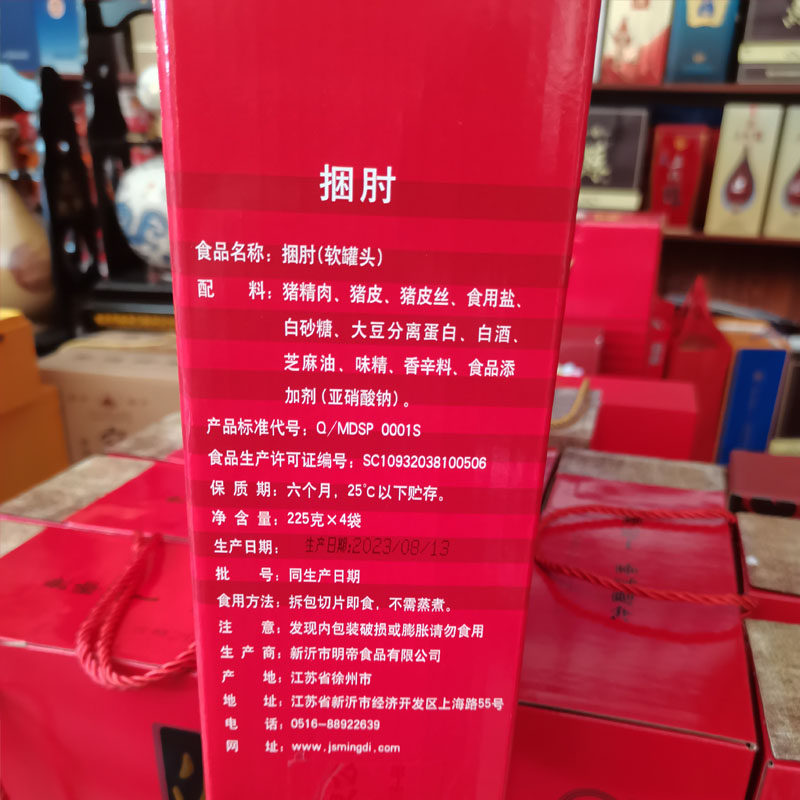 捆肘
食品名称：捆肘(软罐头)
配　料：猪精肉、猪皮、猪皮丝、食用盐、
白砂糖、大豆分离蛋白、白酒、
芝麻油、味精、香辛料、食品添
加剂(亚硝酸钠)。
产品标准代号：Q/MDSP 0001S
食品生产许可证编号：SC10932038100506
保 质 期：六个月，25℃以下贮存。
净 含 量：225克×4袋
生产日期： 生产日期:2023/08/13
批　号：同生产日期
食用方法：拆包切片即食，不需蒸煮。
注　意：发现内包装破损或膨胀请勿食用
生 产 商：新沂市明帝食品有限公司
产　地：江苏省徐州市
地　址：江苏省新沂市经济开发区上海路55号
电　话：0516-88922639
网　址：www.jsmingdi.com